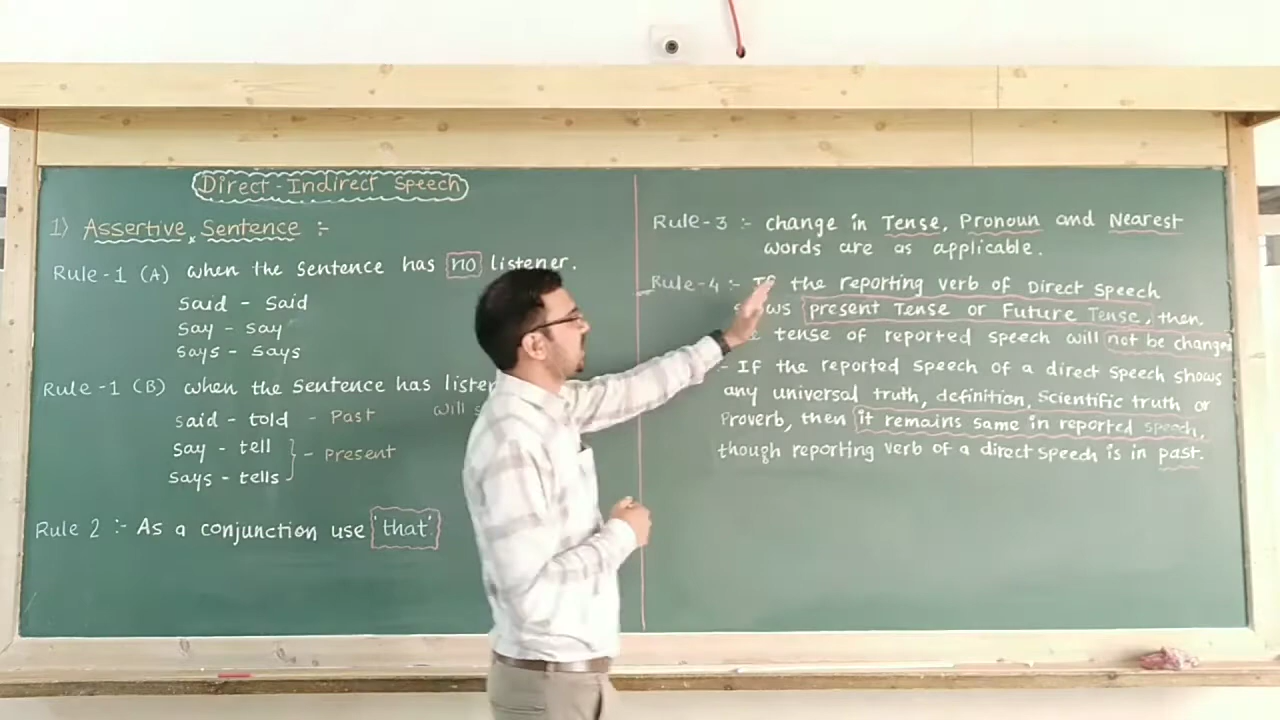 Direct-Indirect Speech
1) Assertive Sentence :-
Rule-1 (A) when the sentence has no listener.
said - said
say - say
says - says
Rule-1 (B) when the sentence has
said - told - Past
say - tell
- present
says - tells
Rule 2 :- As a conjunction use 'that'.
Rule-3 :- change in Tense, Pronoun and Nearest
words are as applicable.
Rule-4 :- If the reporting verb of Direct speech
present Tense or Future Tense, then
tense of reported speech will not be changed
- If the reported speech of a direct speech shows
any universal truth, definition, scientific truth or
Proverb, then it remains same in reported speech,
though reporting verb of a direct speech is in past.